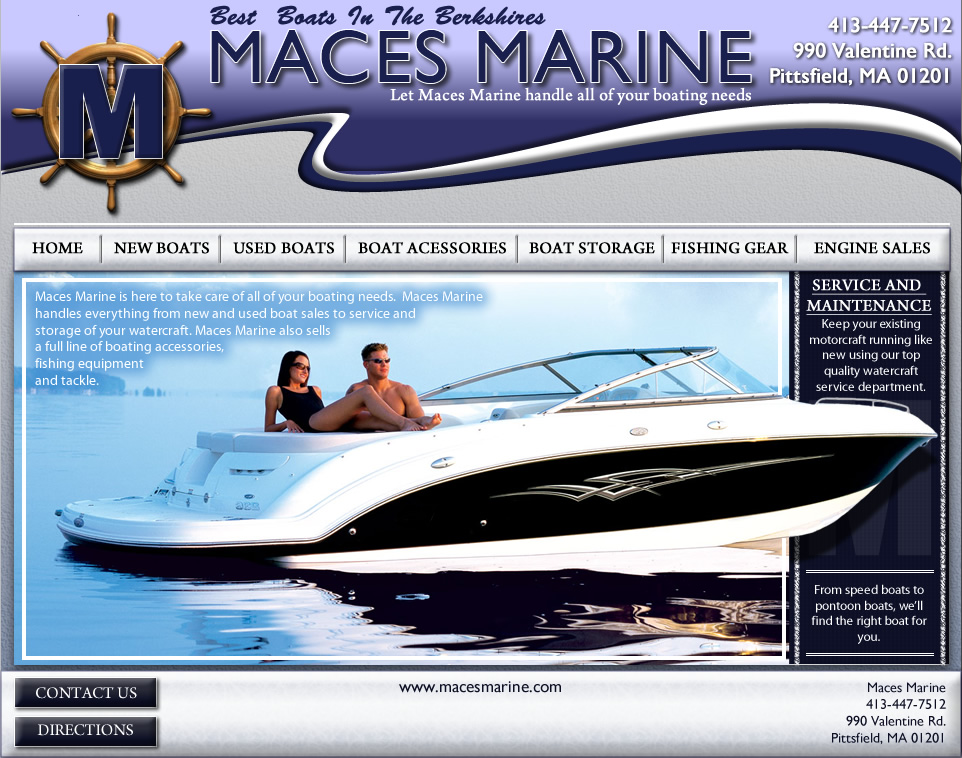 Best Boats In The Berkshires
MACES MARINE
Let Maces Marine handle all of your boating needs
413-447-7512
990 Valentine Rd.
Pittsfield, MA 01201
M
HOME
NEW BOATS
USED BOATS
BOAT ACESSORIES
BOAT STORAGE
FISHING GEAR
ENGINE SALES
Maces Marine is here to take care of all of your boating needs. Maces Marine
handles everything from new and used boat sales to service and
storage of your watercraft. Maces Marine also sells
a full line of boating accessories,
fishing equipment
and tackle.
SERVICE AND
MAINTENANCE
Keep your existing
motorcraft running like
new using our top
quality watercraft
service department.
M
From speed boats to
pontoon boats, we'll
find the right boat for
you.
CONTACT US
DIRECTIONS
www.macesmarine.com
Maces Marine
413-447-7512
990 Valentine Rd.
Pittsfield, MA 01201